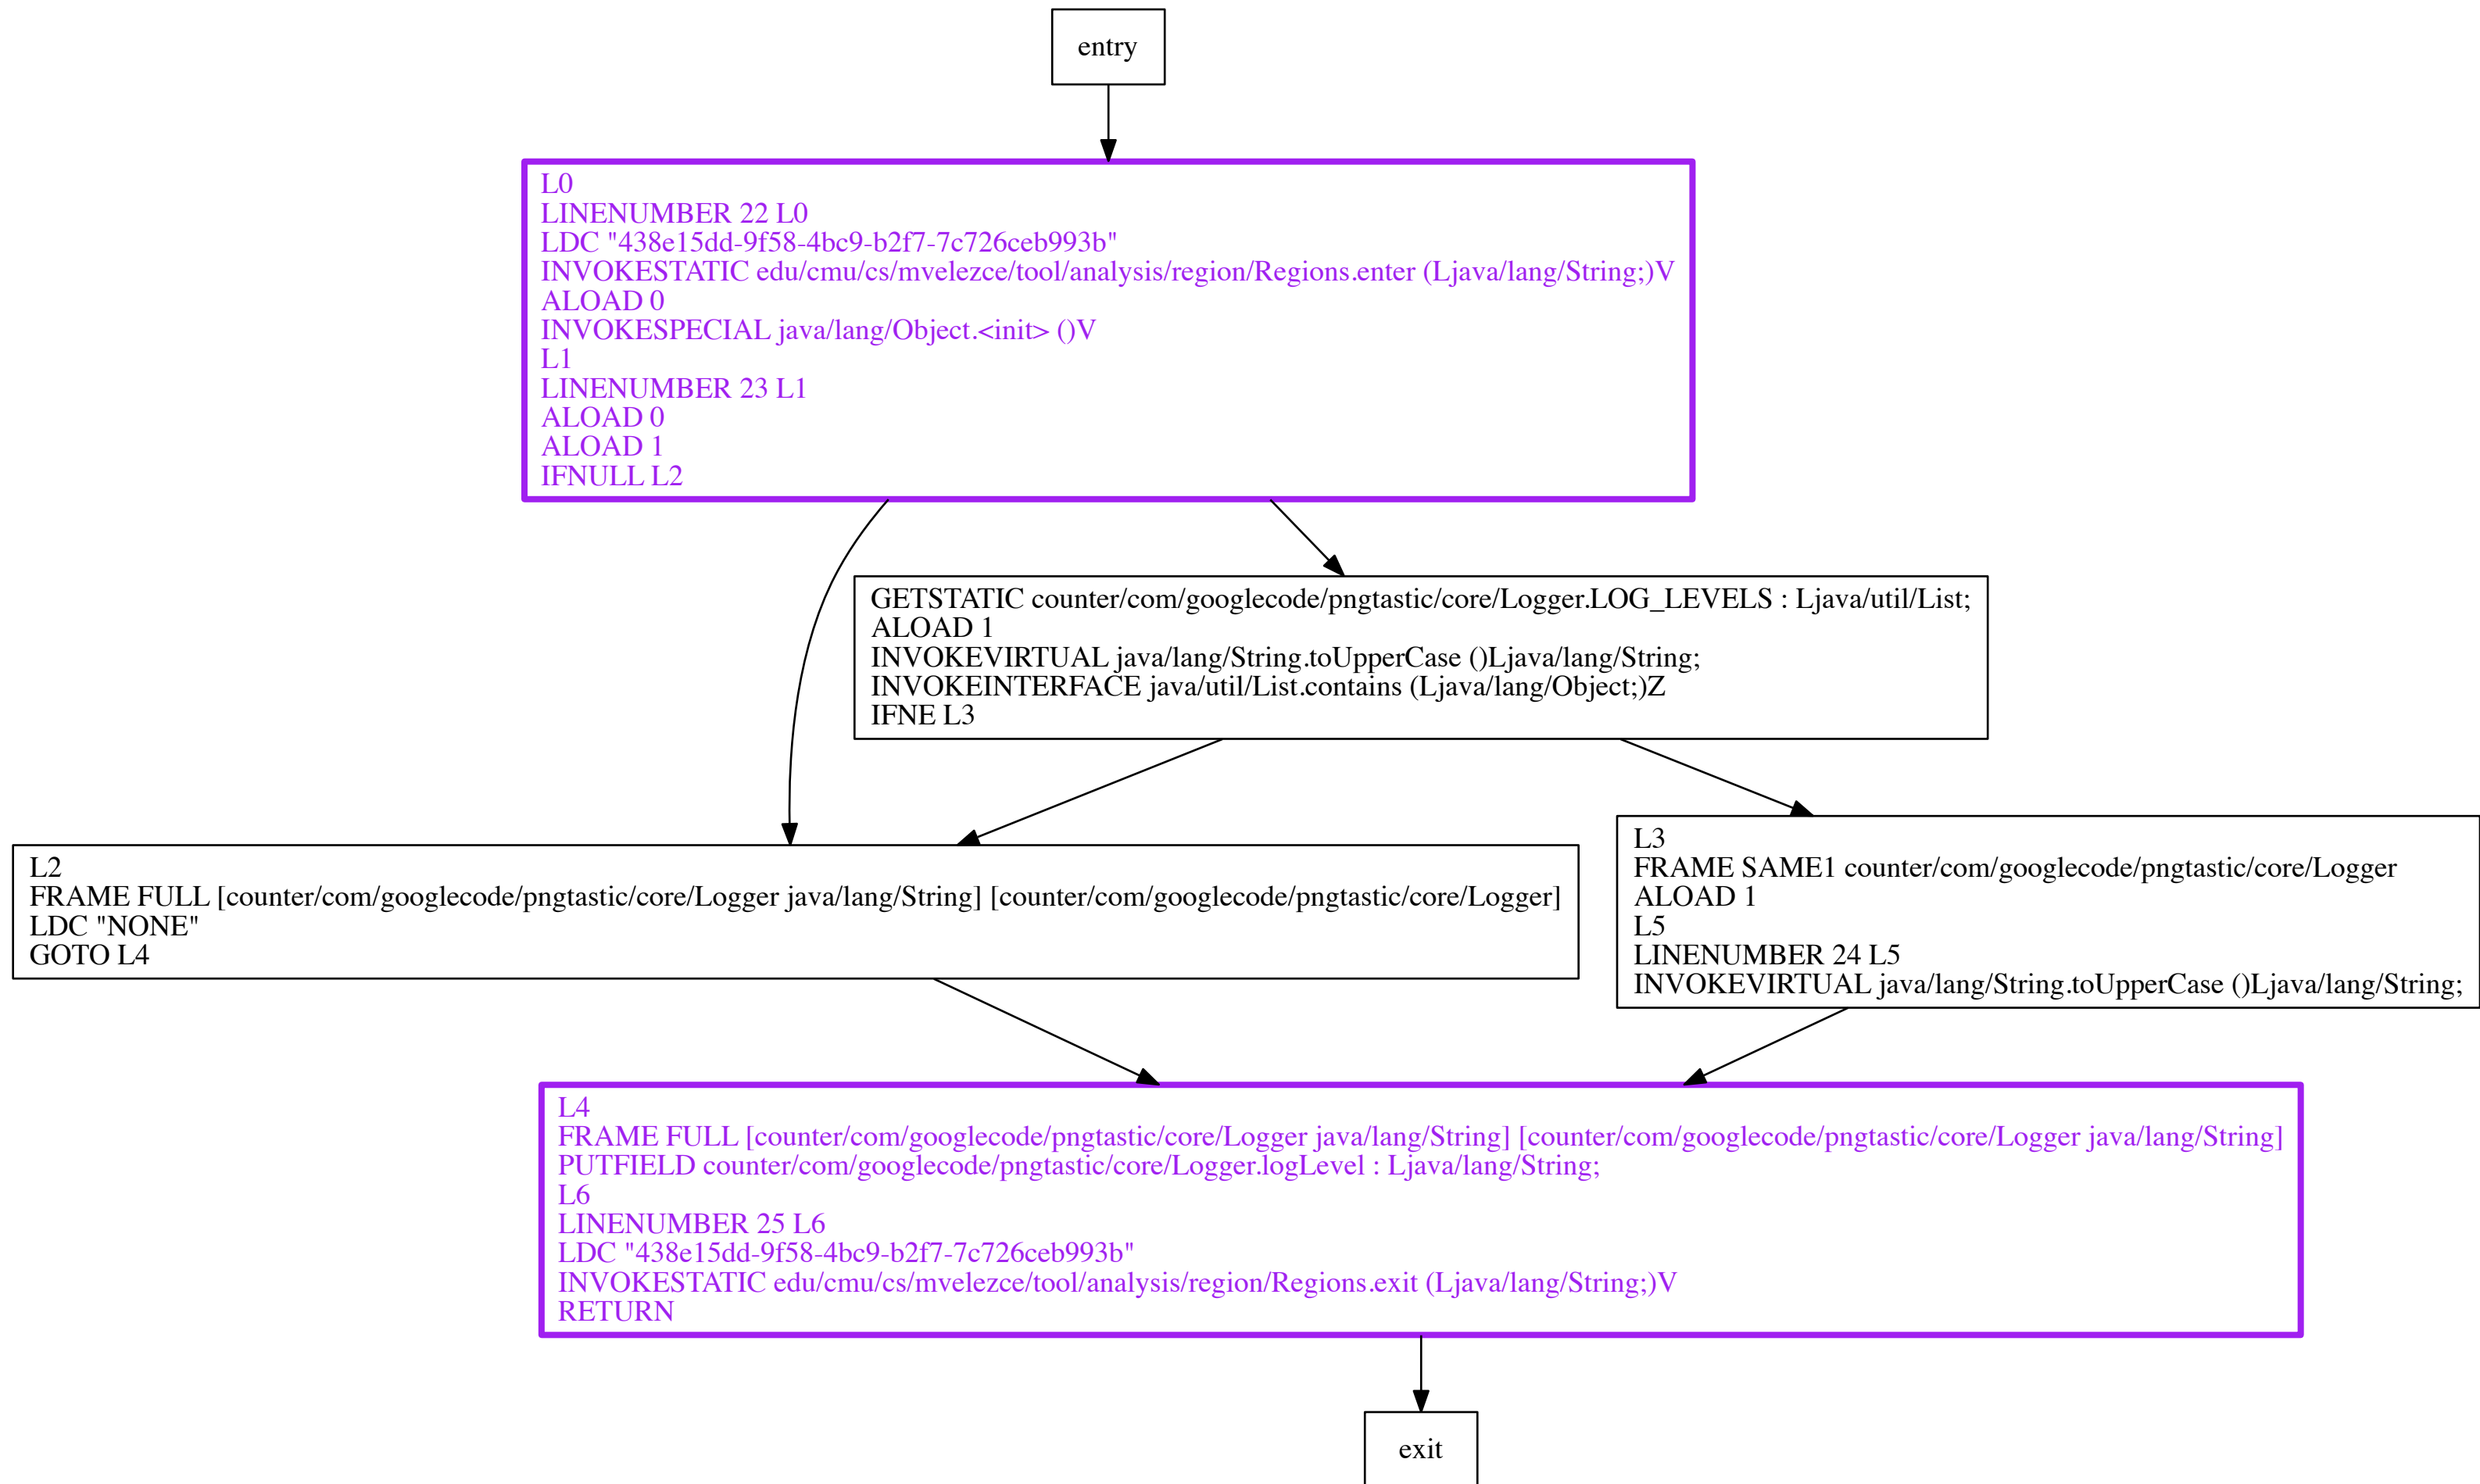 entry
L0
LINENUMBER 22 L0
LDC "438e15dd-9f58-4bc9-b2f7-7c726ceb993b"
INVOKESTATIC edu/cmu/cs/mvelezce/tool/analysis/region/Regions.enter (Ljava/lang/String;)V
ALOAD 0
INVOKESPECIAL java/lang/Object.<init> ()V
L1
LINENUMBER 23 L1
ALOAD 0
ALOAD 1
IFNULL L2
GETSTATIC counter/com/googlecode/pngtastic/core/Logger.LOG_LEVELS : Ljava/util/List;
ALOAD 1
INVOKEVIRTUAL java/lang/String.toUpperCase ()Ljava/lang/String;
INVOKEINTERFACE java/util/List.contains (Ljava/lang/Object;)Z
IFNE L3
L2
FRAME FULL [counter/com/googlecode/pngtastic/core/Logger java/lang/String] [counter/com/googlecode/pngtastic/core/Logger]
LDC "NONE"
GOTO L4
L3
FRAME SAME1 counter/com/googlecode/pngtastic/core/Logger
ALOAD 1
L5
LINENUMBER 24 L5
INVOKEVIRTUAL java/lang/String.toUpperCase ()Ljava/lang/String;
L4
FRAME FULL [counter/com/googlecode/pngtastic/core/Logger java/lang/String] [counter/com/googlecode/pngtastic/core/Logger java/lang/String]
PUTFIELD counter/com/googlecode/pngtastic/core/Logger.logLevel : Ljava/lang/String;
L6
LINENUMBER 25 L6
LDC "438e15dd-9f58-4bc9-b2f7-7c726ceb993b"
INVOKESTATIC edu/cmu/cs/mvelezce/tool/analysis/region/Regions.exit (Ljava/lang/String;)V
RETURN
exit